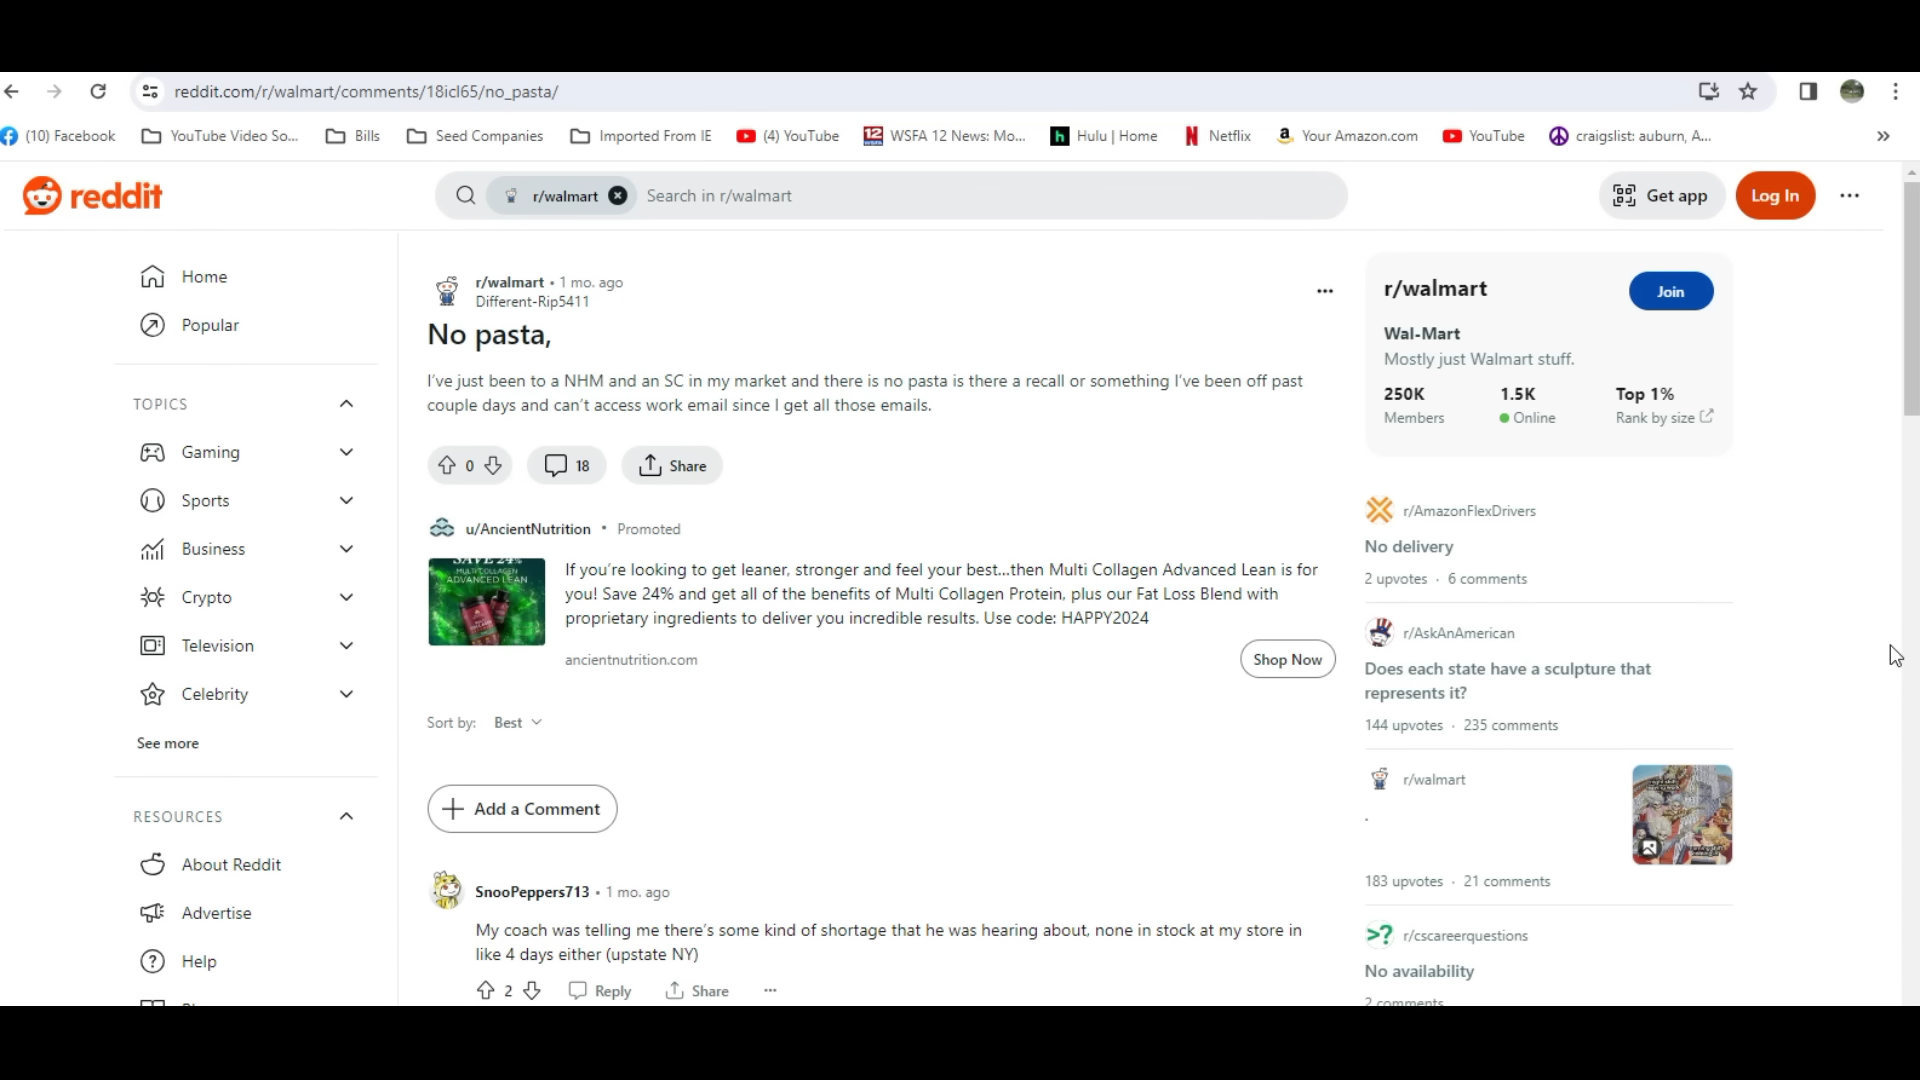 reddit.com/r/walmart/comments/18icl65/no_pasta/
(10) Facebook YouTube Video So... Bills Seed Companies Imported From IE (4) YouTube 12 WSFA 12 News: Mo... h Hulu | Home N Netflix a Your Amazon.com YouTube craigslist: auburn, A... »
reddit r/walmart Search in r/walmart Get app Log In
Home
Popular
TOPICS
Gaming
Sports
Business
Crypto
Television
Celebrity
See more
RESOURCES
About Reddit
Advertise
Help
r/walmart • 1 mo. ago
Different-Rip5411
No pasta,
I've just been to a NHM and an SC in my market and there is no pasta is there a recall or something I've been off past
couple days and can't access work email since I get all those emails.
0 18 Share
u/AncientNutrition • Promoted
SAVE 24%
MULTI COLLAGEN
ADVANCED LEAN
If you're looking to get leaner, stronger and feel your best...then Multi Collagen Advanced Lean is for
you! Save 24% and get all of the benefits of Multi Collagen Protein, plus our Fat Loss Blend with
proprietary ingredients to deliver you incredible results. Use code: HAPPY2024
ancientnutrition.com Shop Now
Sort by: Best
Add a Comment
SnooPeppers713 • 1 mo. ago
My coach was telling me there's some kind of shortage that he was hearing about, none in stock at my store in
like 4 days either (upstate NY)
2 Reply Share
r/walmart Join
Wal-Mart
Mostly just Walmart stuff.
250K 1.5K Top 1%
Members Online Rank by size
r/AmazonFlexDrivers
No delivery
2 upvotes · 6 comments
r/AskAnAmerican
Does each state have a sculpture that
represents it?
144 upvotes · 235 comments
r/walmart
.
183 upvotes · 21 comments
>? r/cscareerquestions
No availability
2 comments